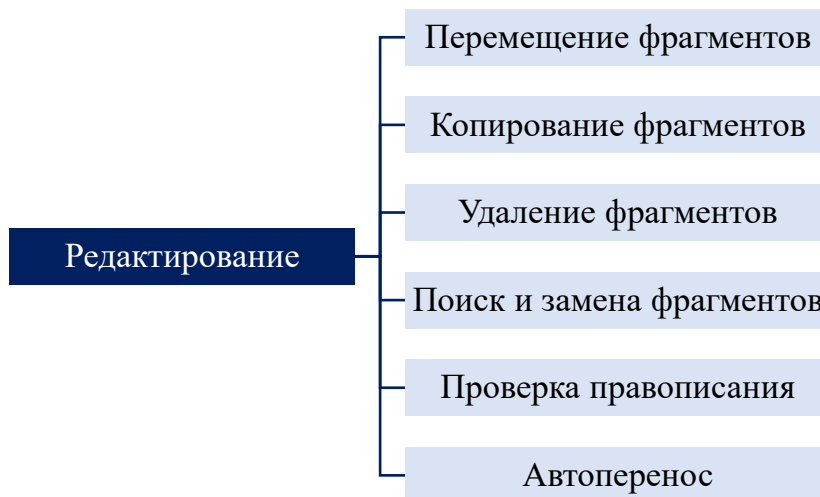 Перемещение фрагментов
Копирование фрагментов
Удаление фрагментов
Редактирование
Поиск и замена фрагментов
Проверка правописания
Автоперенос